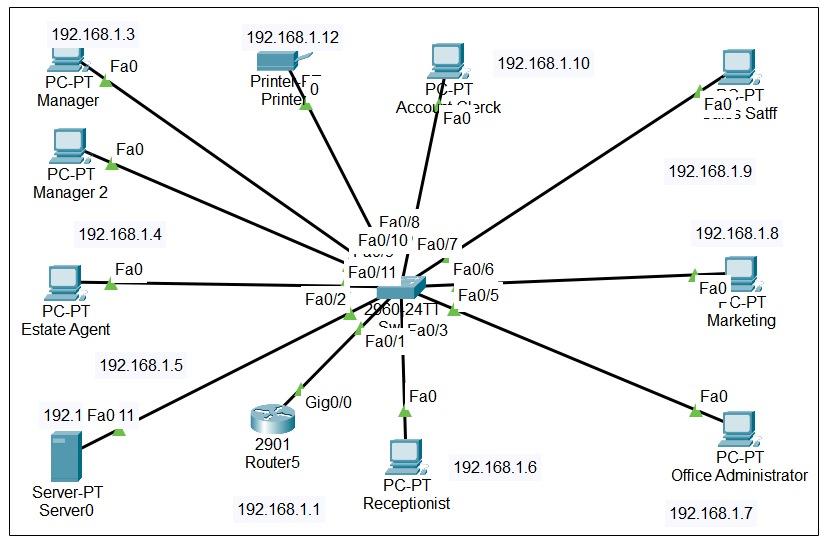 192.168.1.3
Fa0
PC-PT
Manager
192.168.1.12
Printer-PT
0
Printer
PC-PT
Account Clerck
Fa0
192.168.1.10
PC-PT
Fa0
Satff
Fa0
PC-PT
Manager 2
192.168.1.9
192.168.1.4
192.168.1.8
Fa0/8
Fa0/10
Fa0/7
Fa0/11
Fa0/6
Fa0/5
Fa0/2
2960-24TT
Fa0/3
Fa0/1
Fa0
PC-PT
Estate Agent
Fa0
PC-PT
Marketing
192.168.1.5
192.1
Fa0
11
Server-PT
Server0
Gig0/0
2901
Router5
192.168.1.1
Fa0
PC-PT
Receptionist
192.168.1.6
Fa0
PC-PT
Office Administrator
192.168.1.7